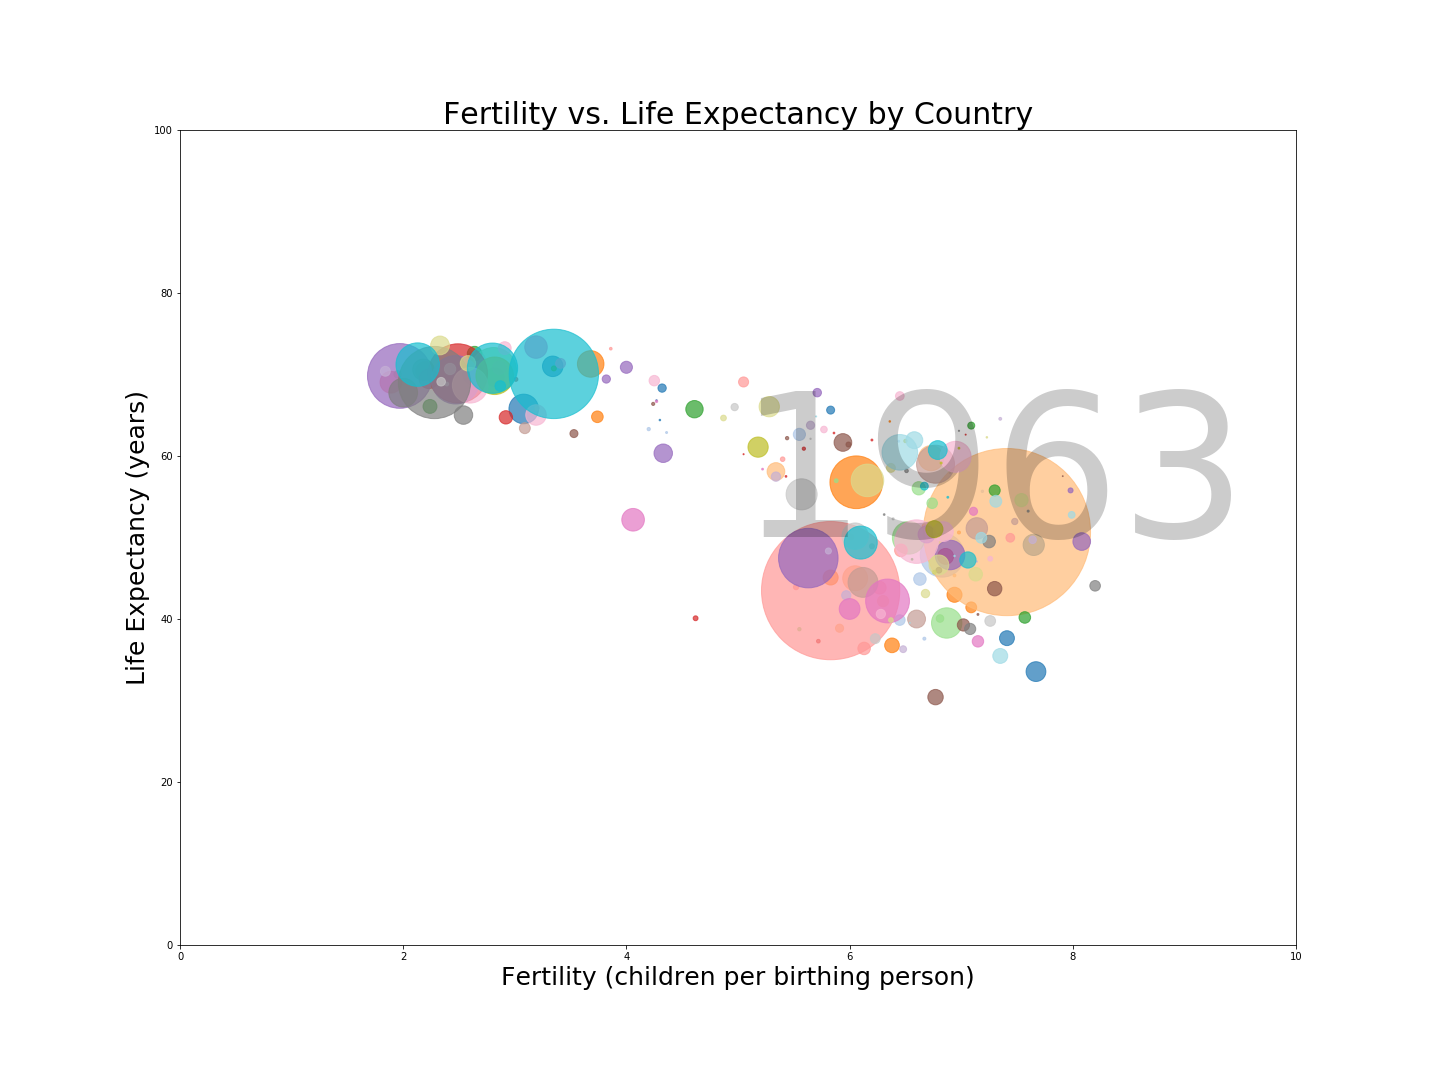 Fertility vs. Life Expectancy by Country
100
80
60
40
20
0
Life Expectancy (years)
1963
0 2 4 6 8 10
Fertility (children per birthing person)